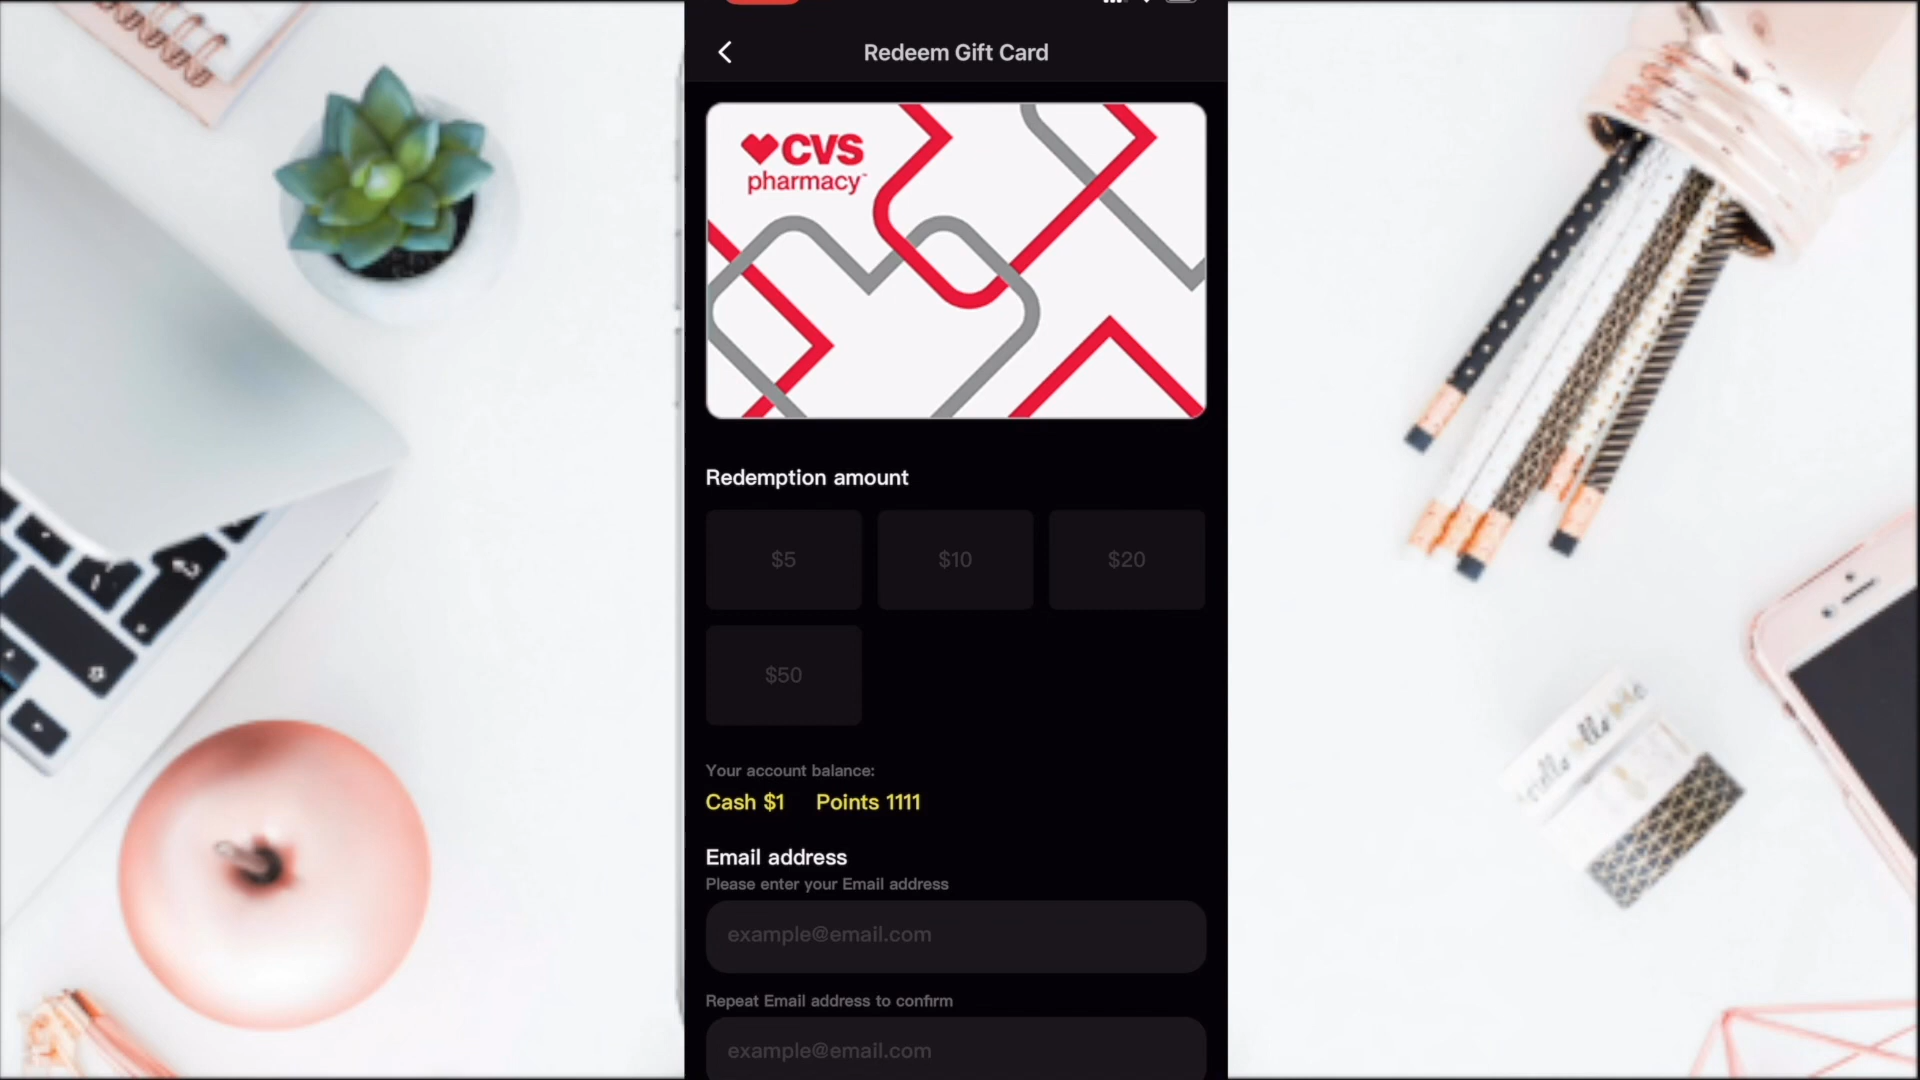 Redeem Gift Card
CVS
pharmacy
Redemption amount
$5 $10 $20
$50
Your account balance:
Cash $1 Points 1111
Email address
Please enter your Email address
example@email.com
Repeat Email address to confirm
example@email.com